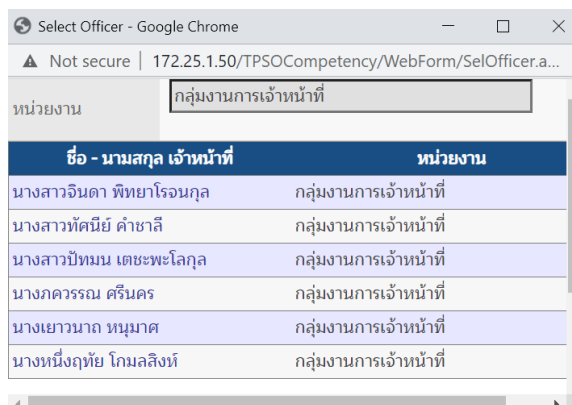 Select Officer - Google Chrome
Not secure | 172.25.1.50/TPSOCompetency/WebForm/SelOfficer.a...
หน่วยงาน กลุ่มงานการเจ้าหน้าที่
ชื่อ - นามสกุล เจ้าหน้าที่ หน่วยงาน
นางสาวจินดา พิทยาโรจนกุล กลุ่มงานการเจ้าหน้าที่
นางสาวทัศนีย์ คำชาลี กลุ่มงานการเจ้าหน้าที่
นางสาวปัทมน เตชะพะโลกุล กลุ่มงานการเจ้าหน้าที่
นางภควรรณ ศรีนคร กลุ่มงานการเจ้าหน้าที่
นางเยาวนาถ หนุมาศ กลุ่มงานการเจ้าหน้าที่
นางหนึ่งฤทัย โกมลสิงห์ กลุ่มงานการเจ้าหน้าที่